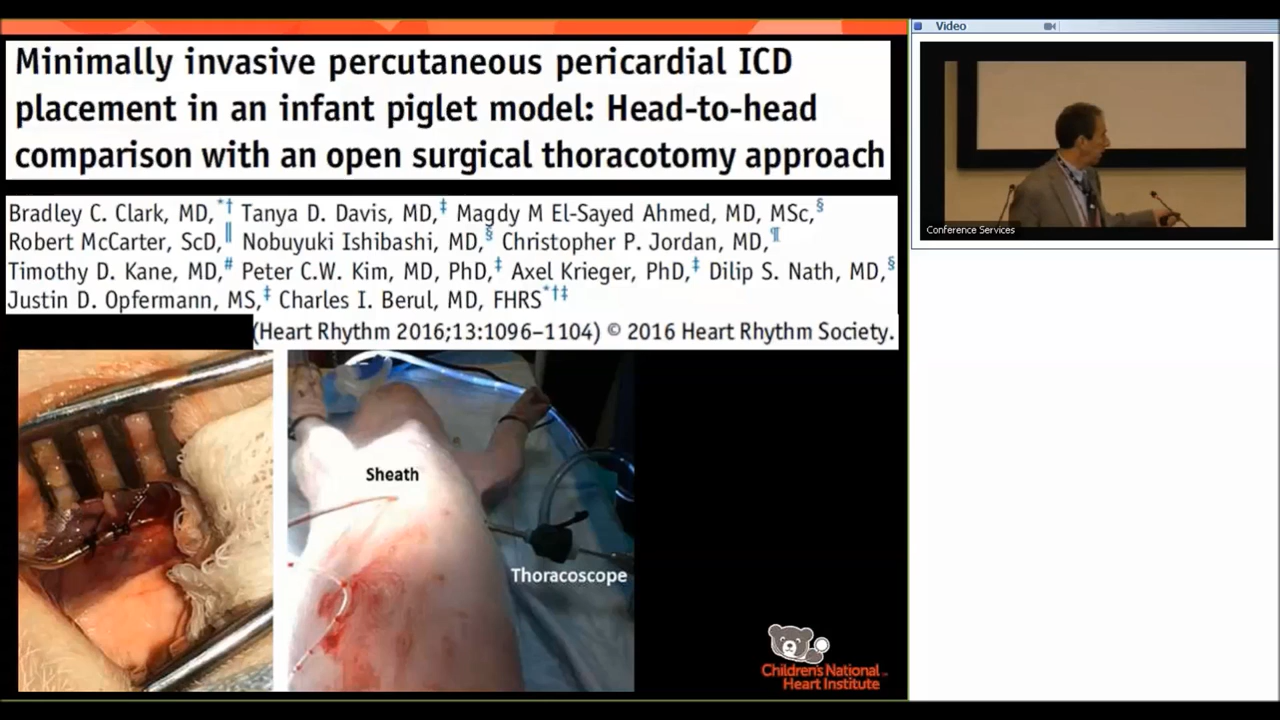 Minimally invasive percutaneous pericardial ICD
placement in an infant piglet model: Head-to-head
comparison with an open surgical thoracotomy approach
Bradley C. Clark, MD,*† Tanya D. Davis, MD,‡ Magdy M El-Sayed Ahmed, MD, MSc,§
Robert McCarter, ScD,‖ Nobuyuki Ishibashi, MD,§ Christopher P. Jordan, MD,¶
Timothy D. Kane, MD,# Peter C.W. Kim, MD, PhD,‡ Axel Krieger, PhD,‡ Dilip S. Nath, MD,§
Justin D. Opfermann, MS,‡ Charles I. Berul, MD, FHRS*†‡
(Heart Rhythm 2016;13:1096–1104) © 2016 Heart Rhythm Society.
Sheath
Thoracoscope
Children's National
Heart Institute
Video
Conference Services